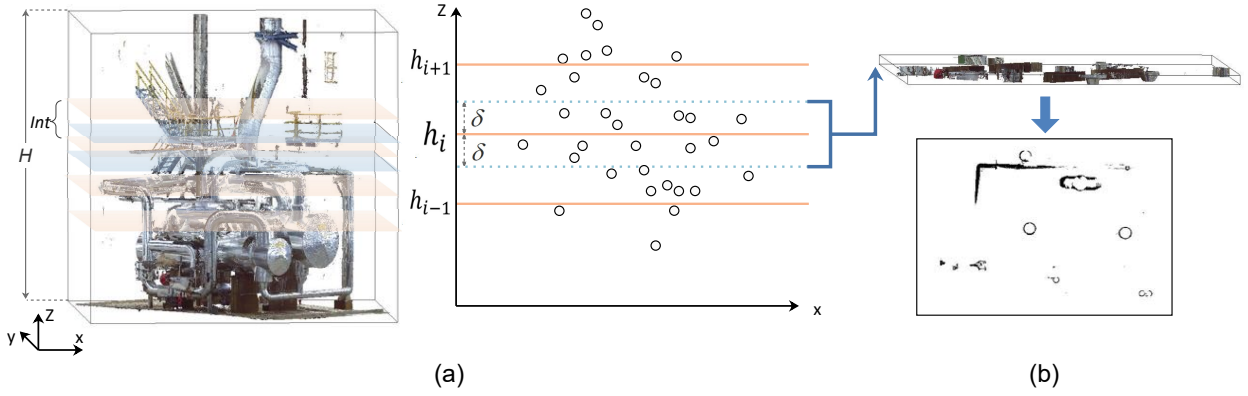 H
Int
z
y
x
z
h_{i+1}
δ
h_i
δ
h_{i-1}
x
(a)
(b)